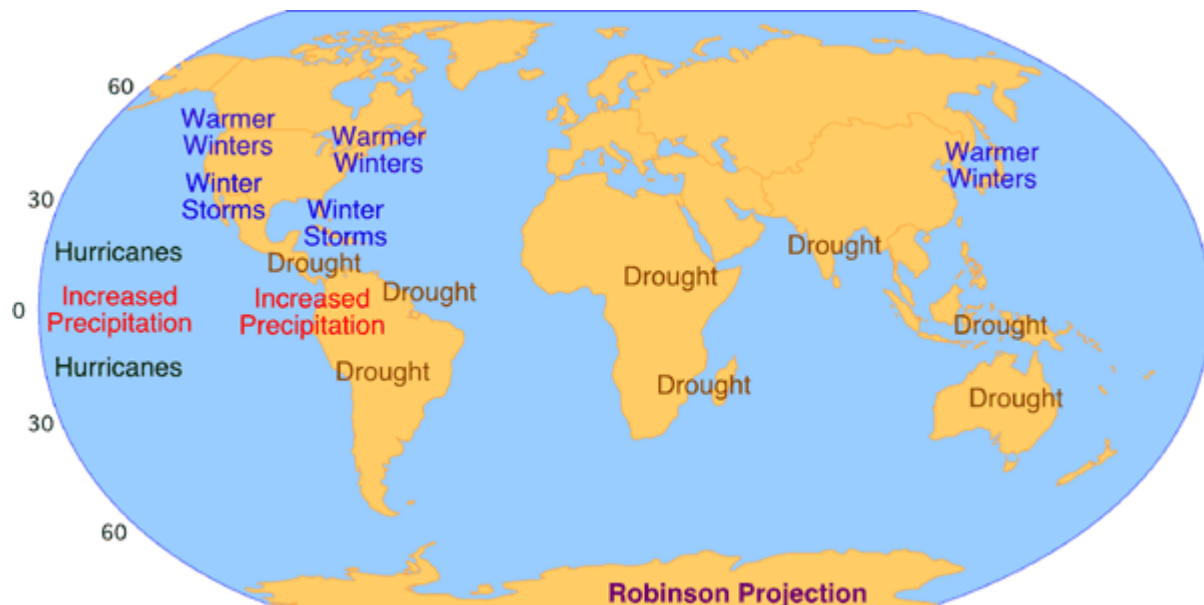 60
Warmer
Winters
Warmer
Winters
Warmer
Winters
30
Winter
Storms
Winter
Storms
Hurricanes
Drought
Drought
Drought
Drought
0
Increased
Precipitation
Increased
Precipitation
Drought
Hurricanes
Drought
Drought
Drought
30
60
Robinson Projection